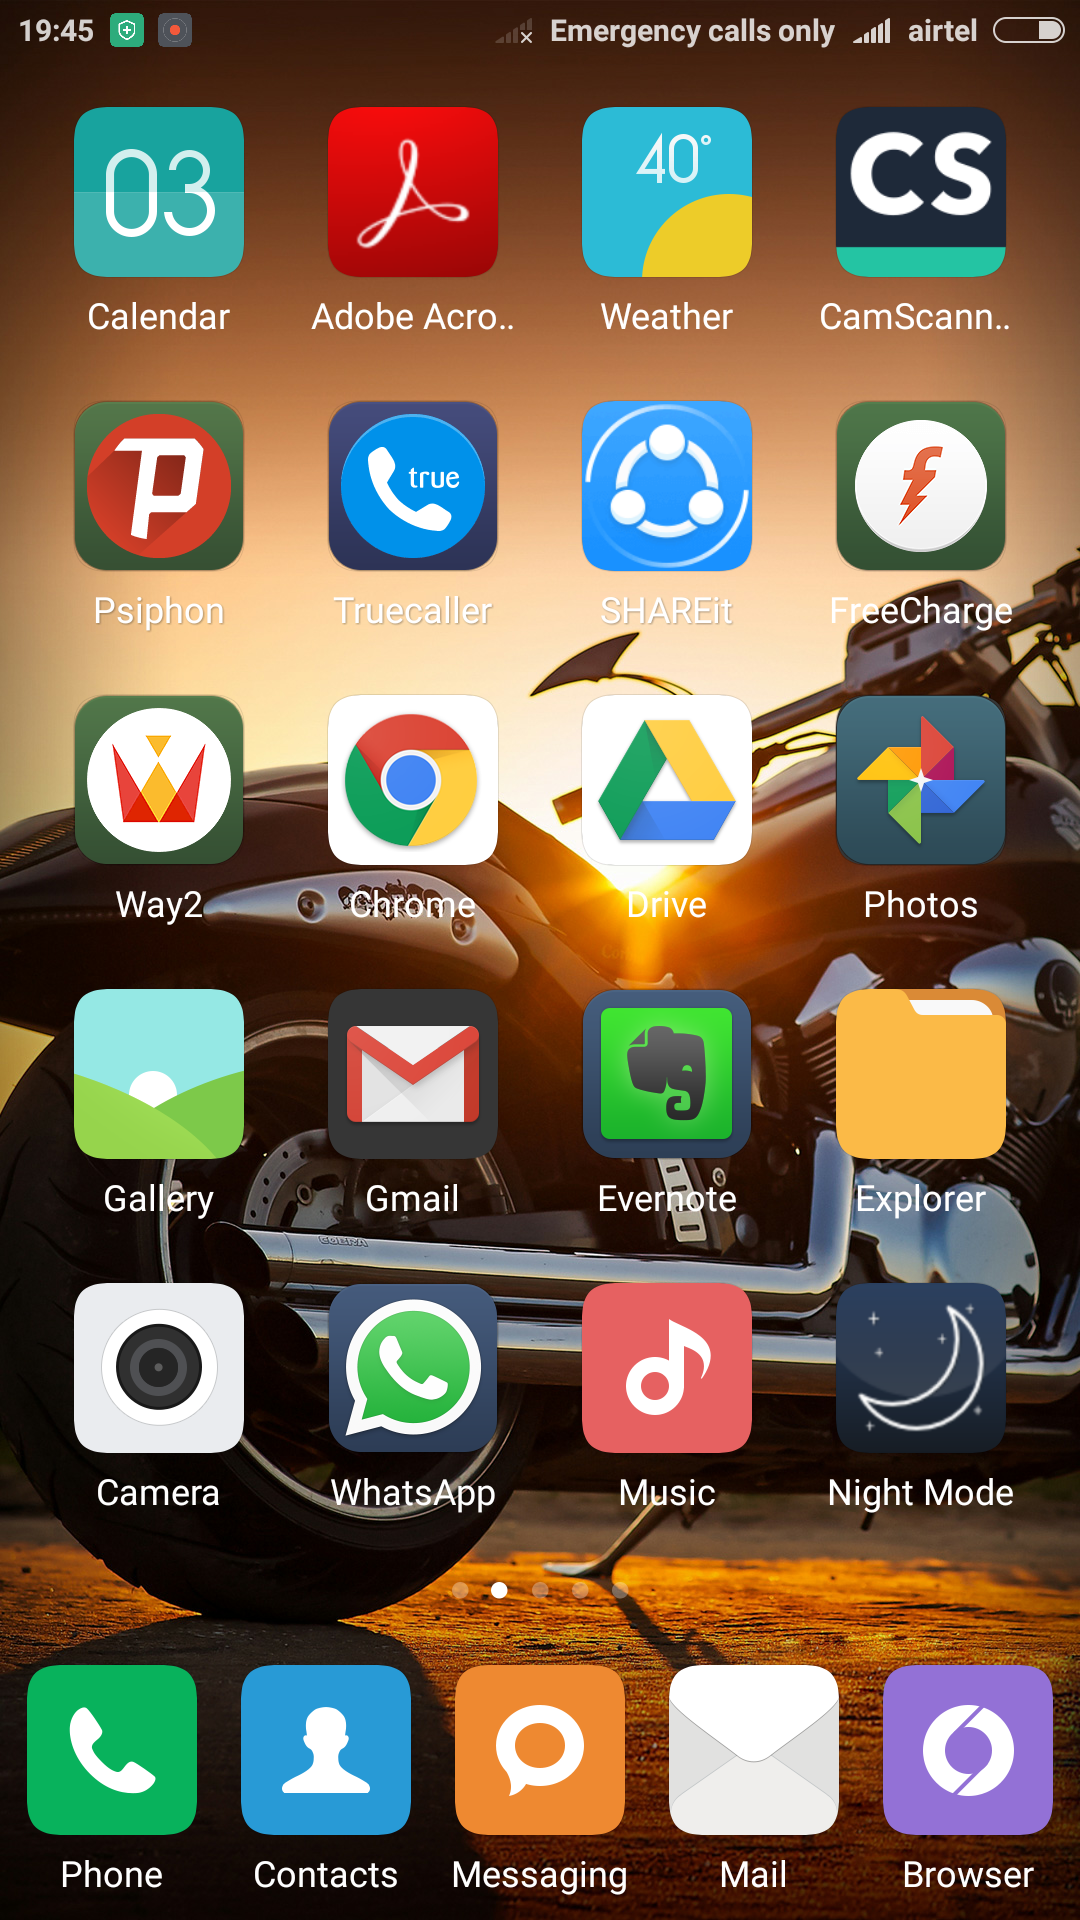 19:45 Emergency calls only airtel
03 40° CS
Calendar Adobe Acro.. Weather CamScann..
true
Psiphon Truecaller SHAREit FreeCharge
Way2 Chrome Drive Photos
Gallery Gmail Evernote Explorer
COBRA
Camera WhatsApp Music Night Mode
Phone Contacts Messaging Mail Browser